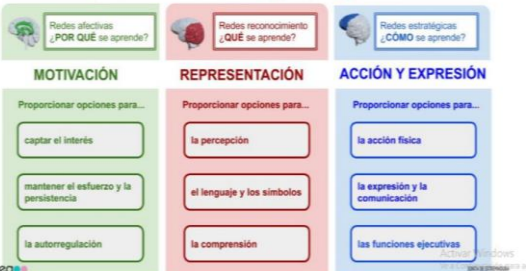 Redes afectivas
¿POR QUÉ se aprende?
MOTIVACIÓN
Proporcionar opciones para...
captar el interés
mantener el esfuerzo y la
persistencia
la autorregulación
Redes reconocimiento
¿QUÉ se aprende?
REPRESENTACIÓN
Proporcionar opciones para...
la percepción
el lenguaje y los símbolos
la comprensión
Redes estratégicas
¿CÓMO se aprende?
ACCIÓN Y EXPRESIÓN
Proporcionar opciones para...
la acción física
la expresión y la
comunicación
las funciones ejecutivas
Activar Windows